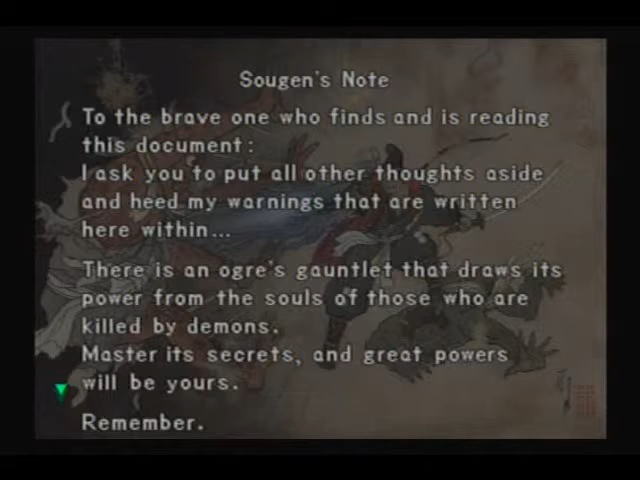 Sougen's Note
To the brave one who finds and is reading
this document:
I ask you to put all other thoughts aside
and heed my warnings that are written
here within...
There is an ogre's gauntlet that draws its
power from the souls of those who are
killed by demons.
Master its secrets, and great powers
will be yours.
Remember.